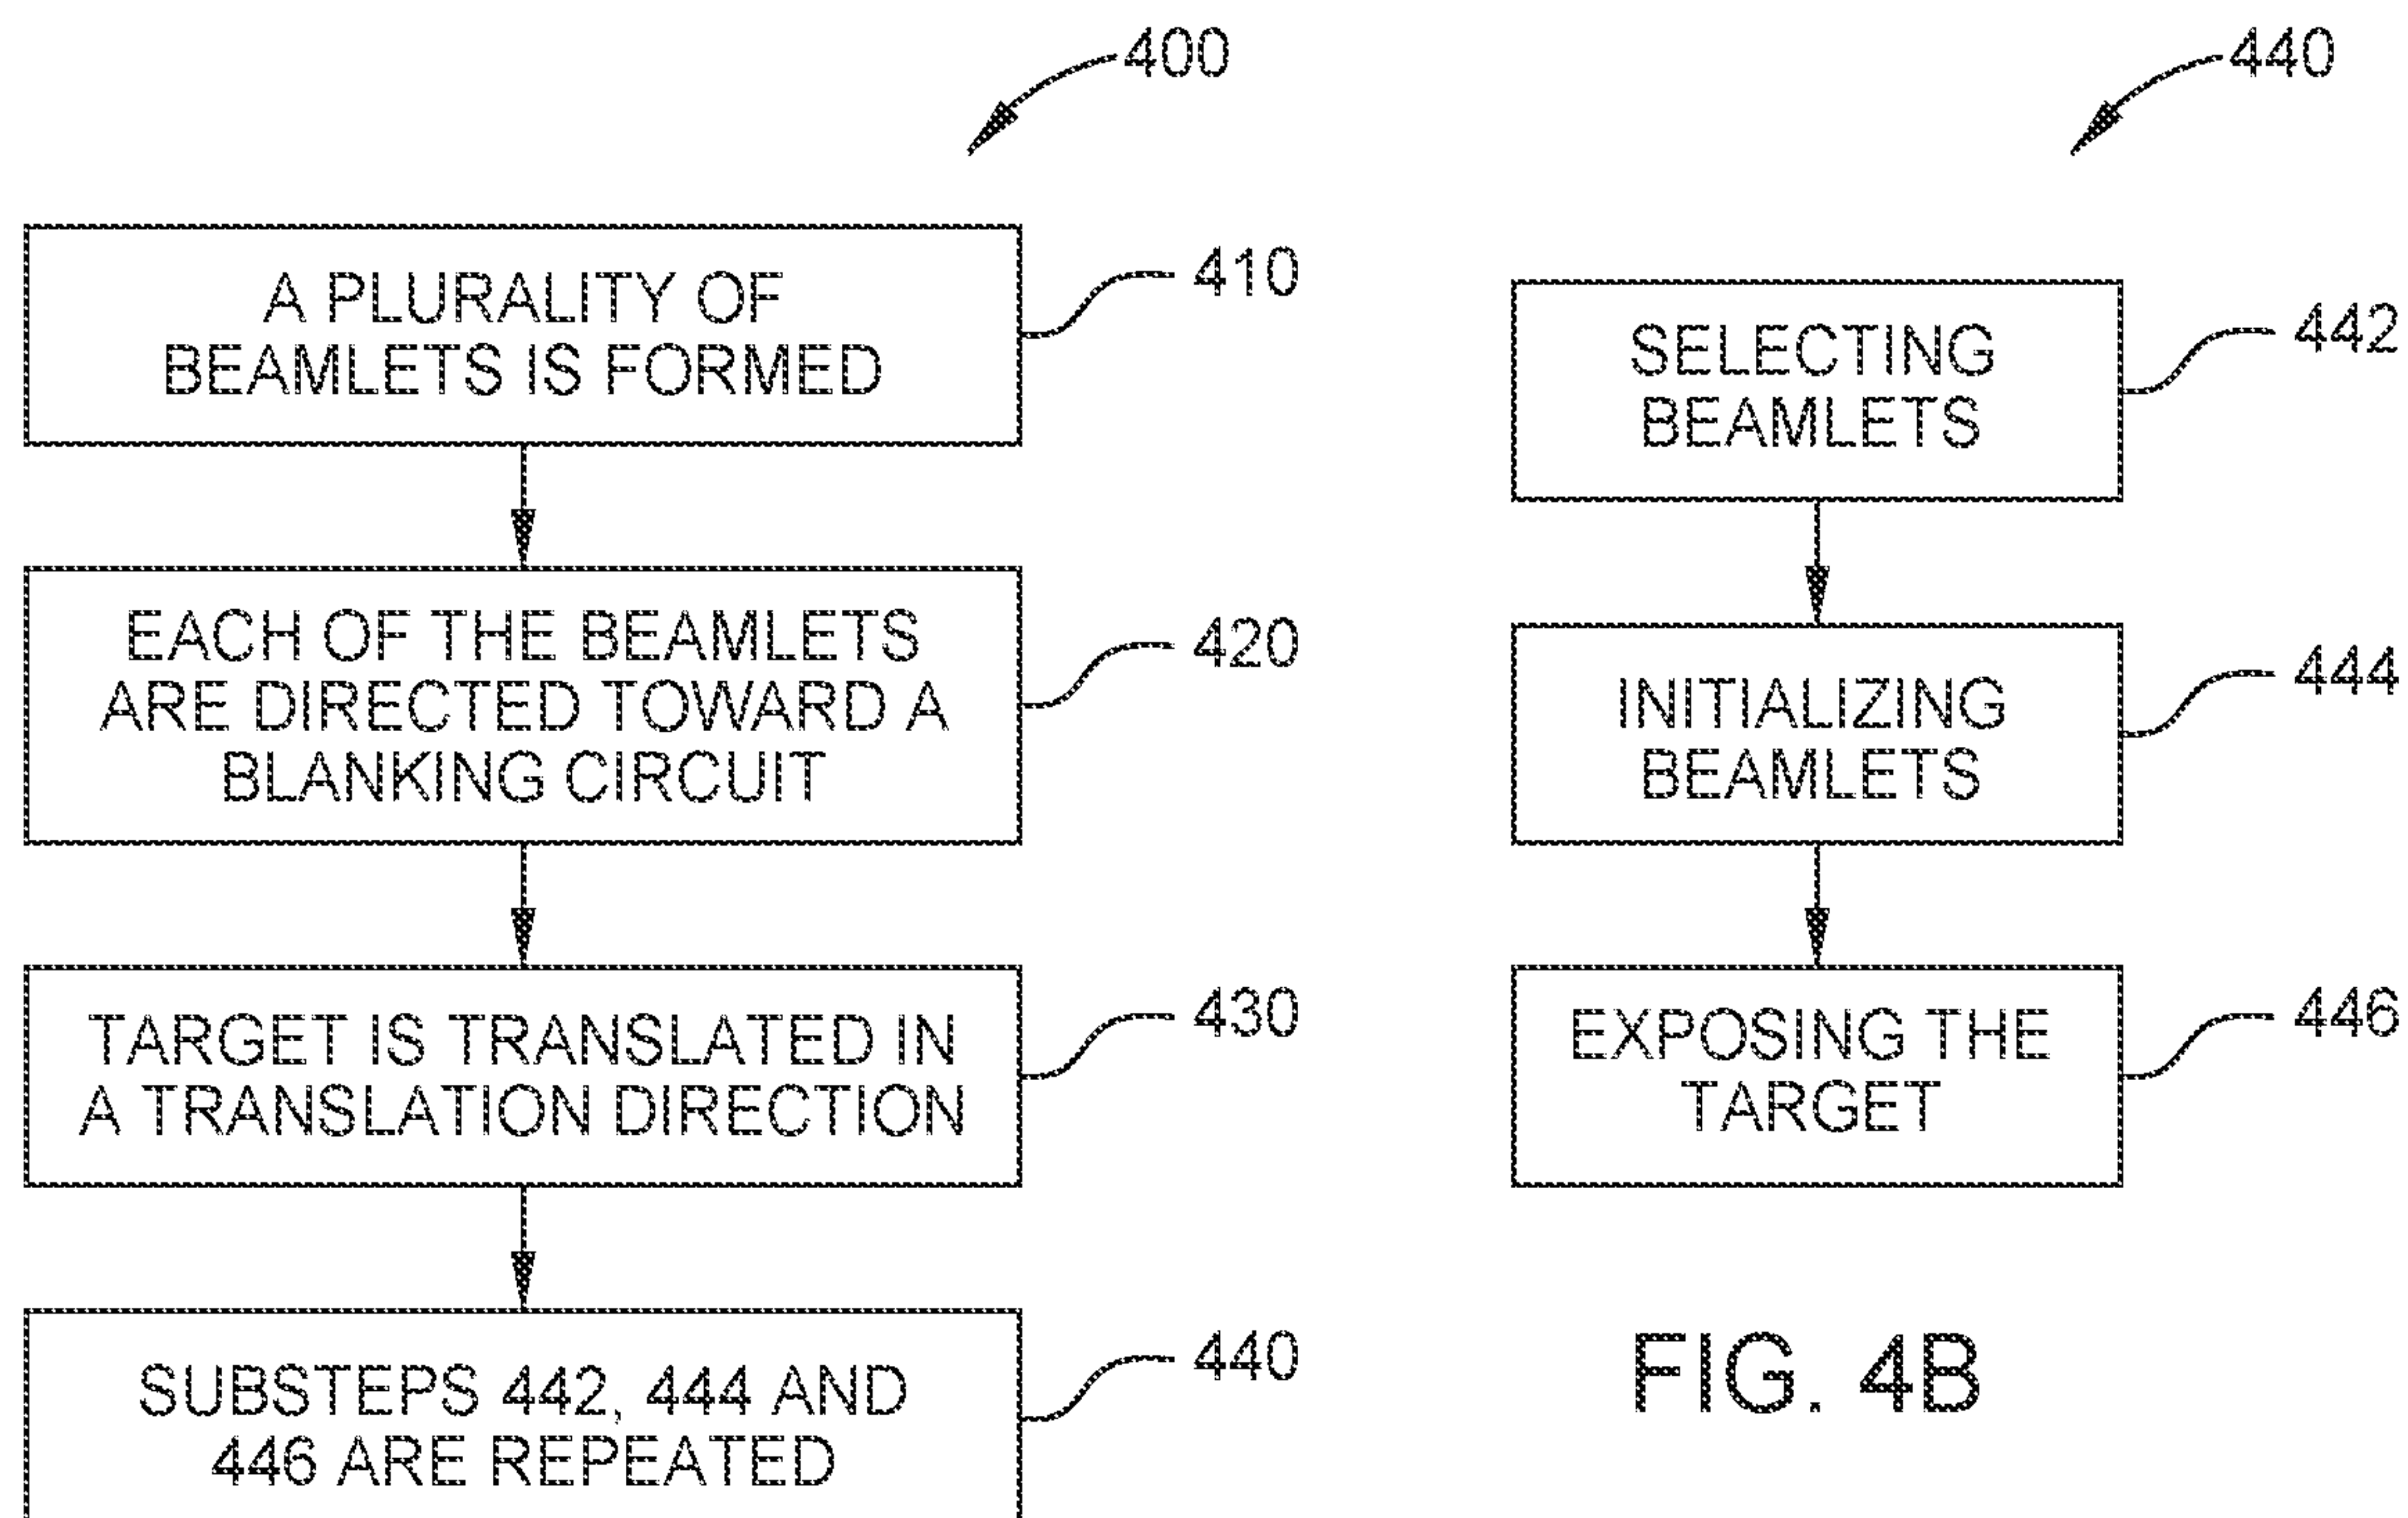 400
A PLURALITY OF
BEAMLETS IS FORMED
410
EACH OF THE BEAMLETS
ARE DIRECTED TOWARD A
BLANKING CIRCUIT
420
TARGET IS TRANSLATED IN
A TRANSLATION DIRECTION
430
SUBSTEPS 442, 444 AND
446 ARE REPEATED
440
440
SELECTING
BEAMLETS
442
INITIALIZING
BEAMLETS
444
EXPOSING THE
TARGET
446
FIG. 4B